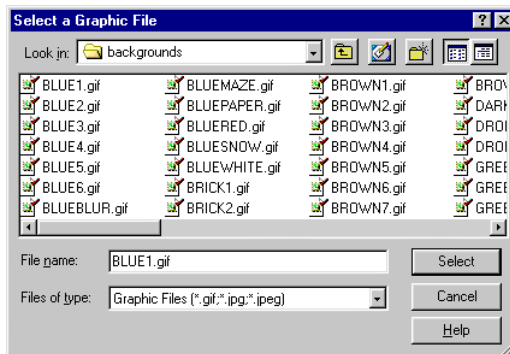 Select a Graphic File
Look in: backgrounds
BLUE1.gif BLUEMAZE.gif BROWN1.gif
BLUE2.gif BLUEPAPER.gif BROWN2.gif
BLUE3.gif BLUERED.gif BROWN3.gif
BLUE4.gif BLUESNOW.gif BROWN4.gif
BLUE5.gif BLUEWHITE.gif BROWN5.gif
BLUE6.gif BRICK1.gif BROWN6.gif
BLUEBLUR.gif BRICK2.gif BROWN7.gif
File name: BLUE1.gif Select
Files of type: Graphic Files (*.gif;*.jpg;*.jpeg) Cancel
Help